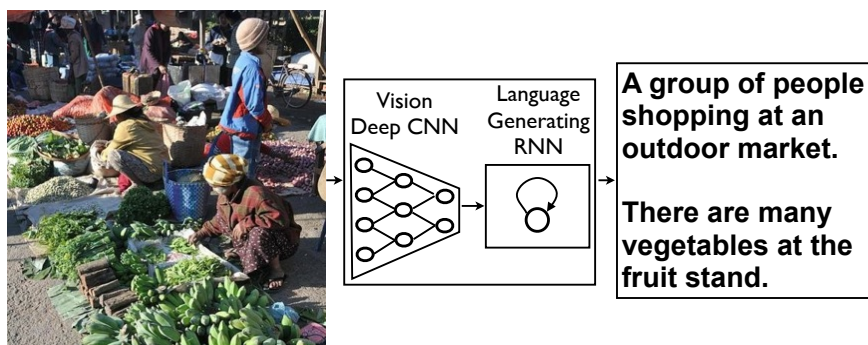 Vision
Deep CNN
Language
Generating
RNN
A group of people
shopping at an
outdoor market.
There are many
vegetables at the
fruit stand.